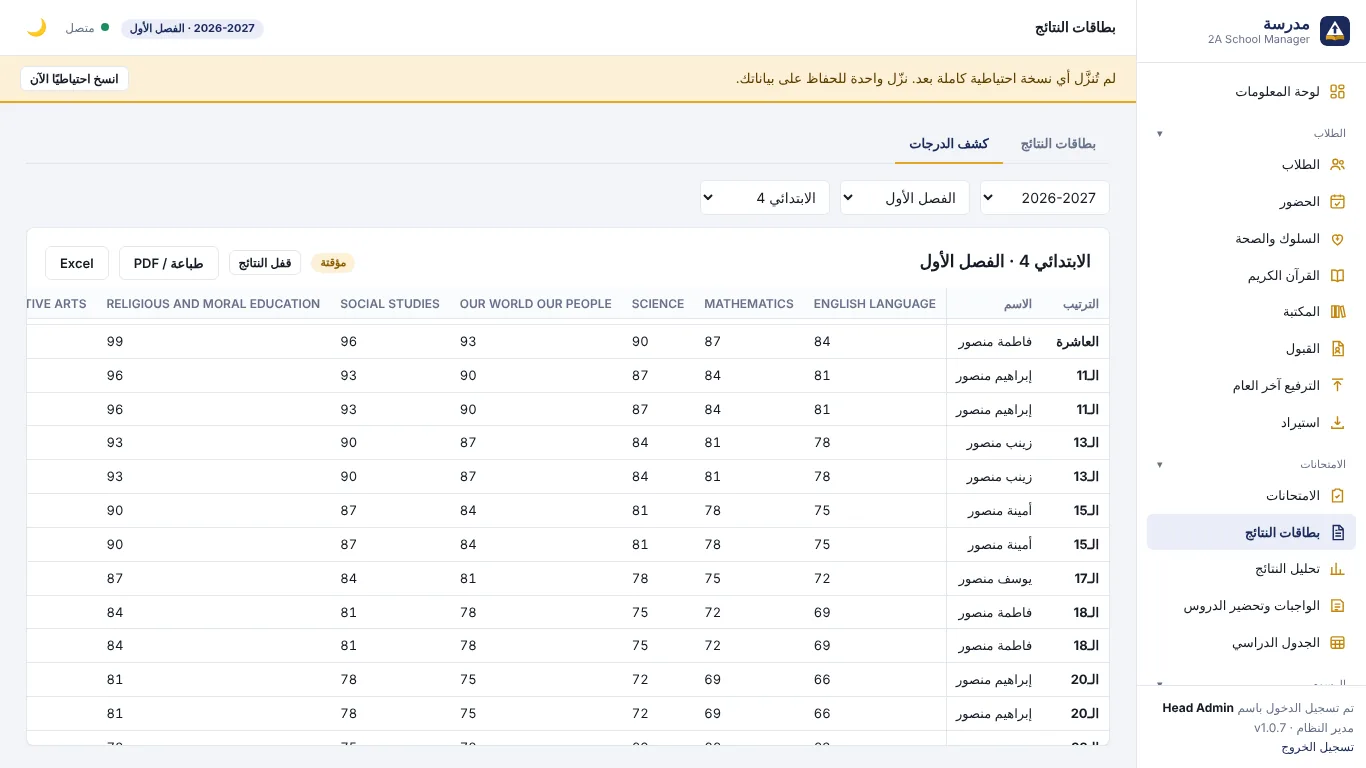 مدرسة
2A School Manager
لوحة المعلومات
الطلاب
الطلاب
الحضور
السلوك والصحة
القرآن الكريم
المكتبة
القبول
الترفيع آخر العام
استيراد
الامتحانات
الامتحانات
بطاقات النتائج
تحليل النتائج
الواجبات وتحضير الدروس
الجدول الدراسي
تم تسجيل الدخول باسم Head Admin
مدير النظام · v1.0.7
تسجيل الخروج
بطاقات النتائج
2026-2027 · الفصل الأول
متصل
لم تُنزَّل أي نسخة احتياطية كاملة بعد. نزّل واحدة للحفاظ على بياناتك.
انسخ احتياطيًا الآن
بطاقات النتائج
كشف الدرجات
2026-2027
الفصل الأول
الابتدائي 4
الابتدائي 4 · الفصل الأول
مؤقتة
قفل النتائج
طباعة / PDF
Excel
الترتيب الاسم ENGLISH LANGUAGE MATHEMATICS SCIENCE OUR WORLD OUR PEOPLE SOCIAL STUDIES RELIGIOUS AND MORAL EDUCATION TIVE ARTS
العاشرة فاطمة منصور 84 87 90 93 96 99
الـ11 إبراهيم منصور 81 84 87 90 93 96
الـ11 إبراهيم منصور 81 84 87 90 93 96
الـ13 زينب منصور 78 81 84 87 90 93
الـ13 زينب منصور 78 81 84 87 90 93
الـ15 أمينة منصور 75 78 81 84 87 90
الـ15 أمينة منصور 75 78 81 84 87 90
الـ17 يوسف منصور 72 75 78 81 84 87
الـ18 فاطمة منصور 69 72 75 78 81 84
الـ18 فاطمة منصور 69 72 75 78 81 84
الـ20 إبراهيم منصور 66 69 72 75 78 81
الـ20 إبراهيم منصور 66 69 72 75 78 81